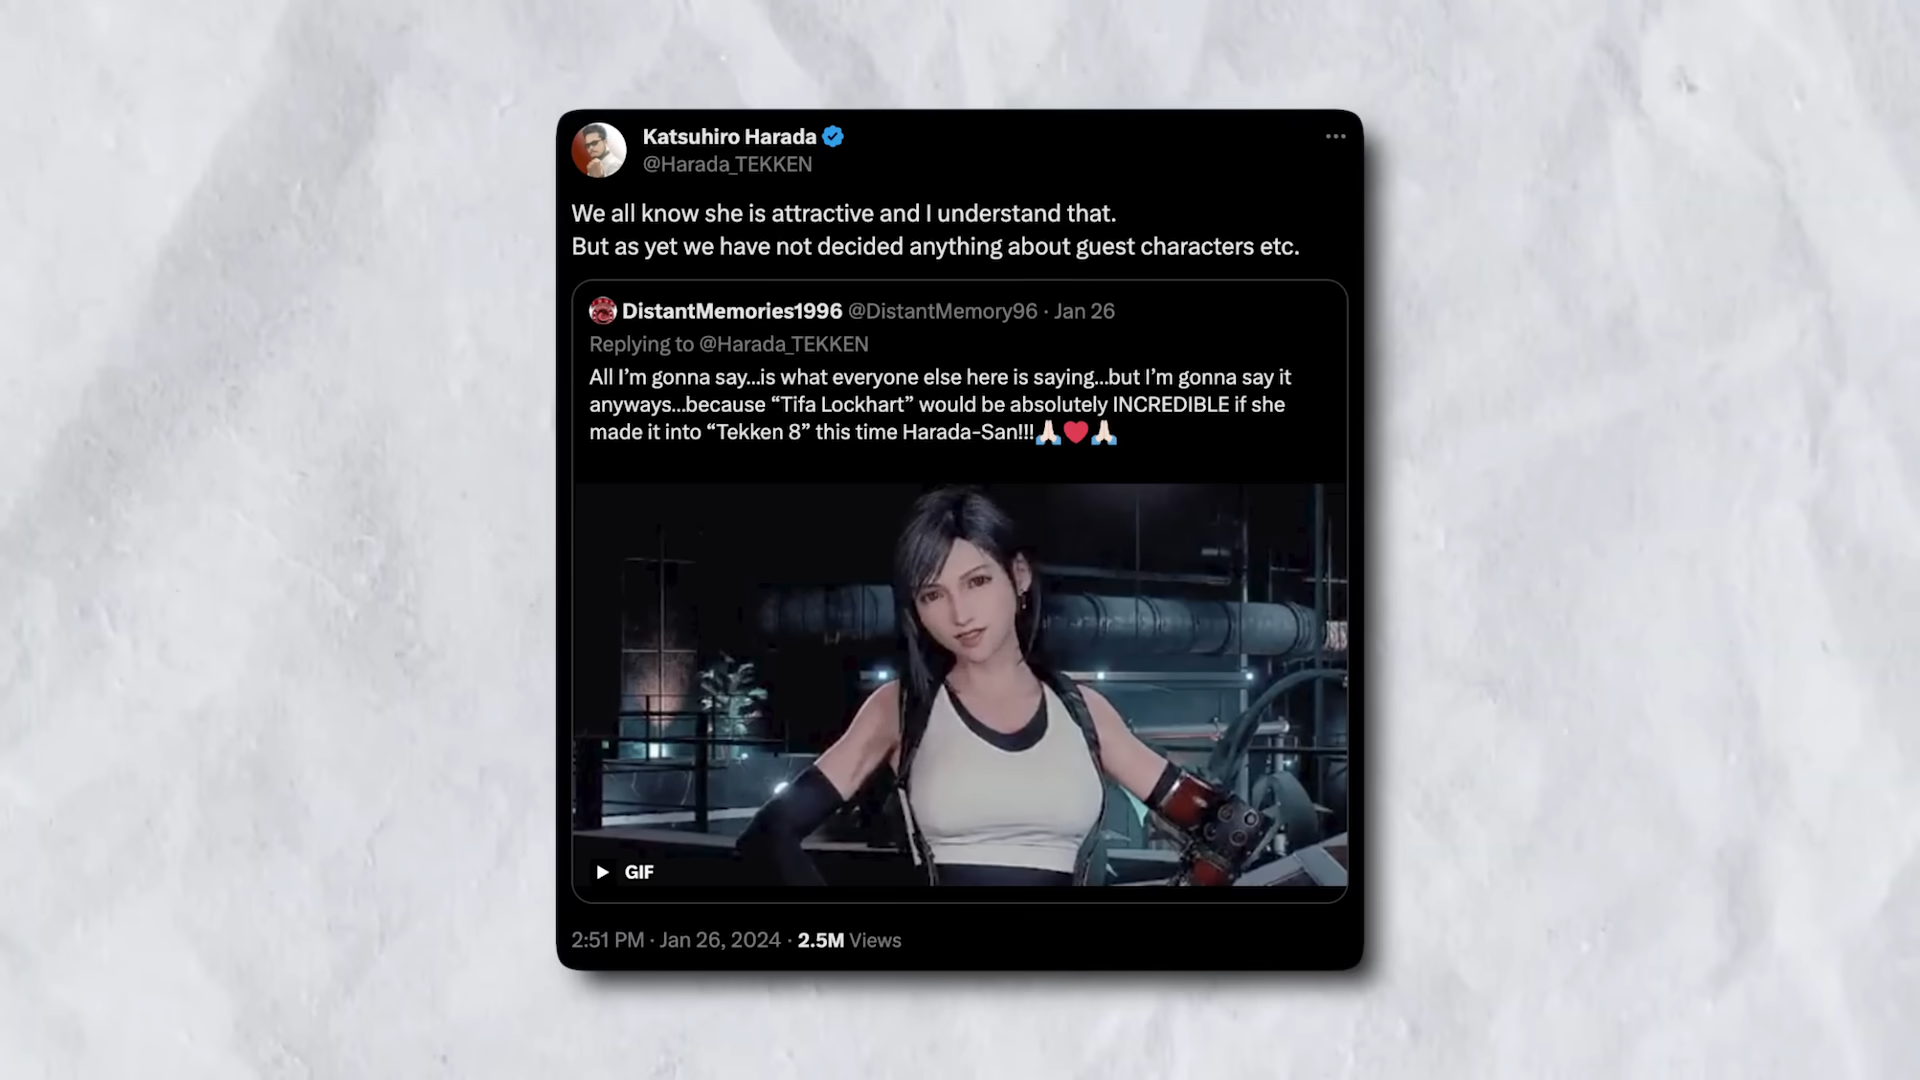 Katsuhiro Harada
@Harada_TEKKEN
We all know she is attractive and I understand that.
But as yet we have not decided anything about guest characters etc.
DistantMemories1996 @DistantMemory96 · Jan 26
Replying to @Harada_TEKKEN
All I’m gonna say...is what everyone else here is saying...but I’m gonna say it
anyways...because “Tifa Lockhart” would be absolutely INCREDIBLE if she
made it into “Tekken 8” this time Harada-San!!!🙏🏻❤️🙏🏻
GIF
2:51 PM · Jan 26, 2024 · 2.5M Views